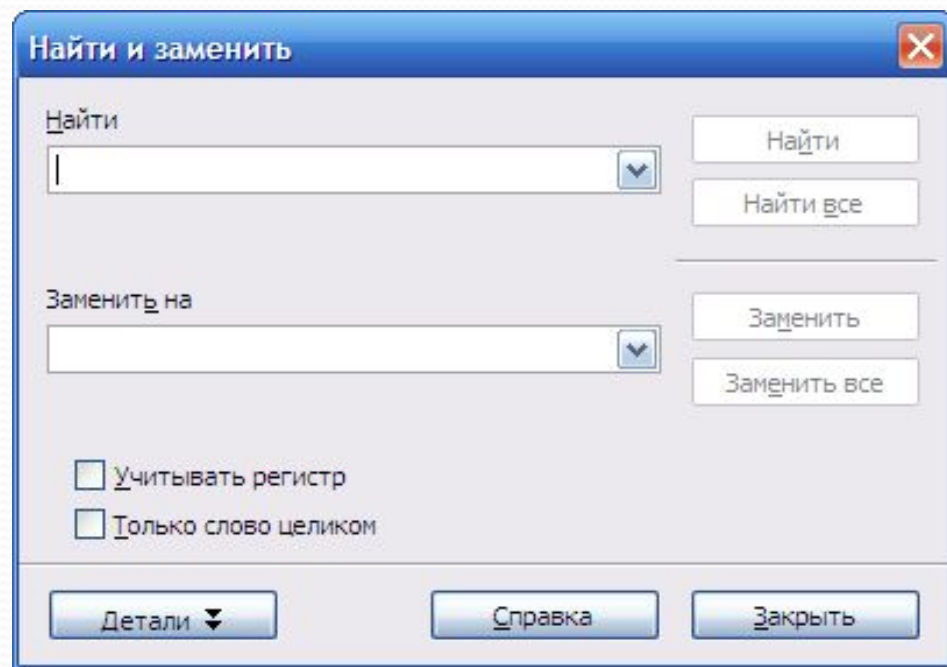 Найти и заменить
Найти
Найти
Найти все
Заменить на
Заменить
Заменить все
Учитывать регистр
Только слово целиком
Детали
Справка
Закрыть